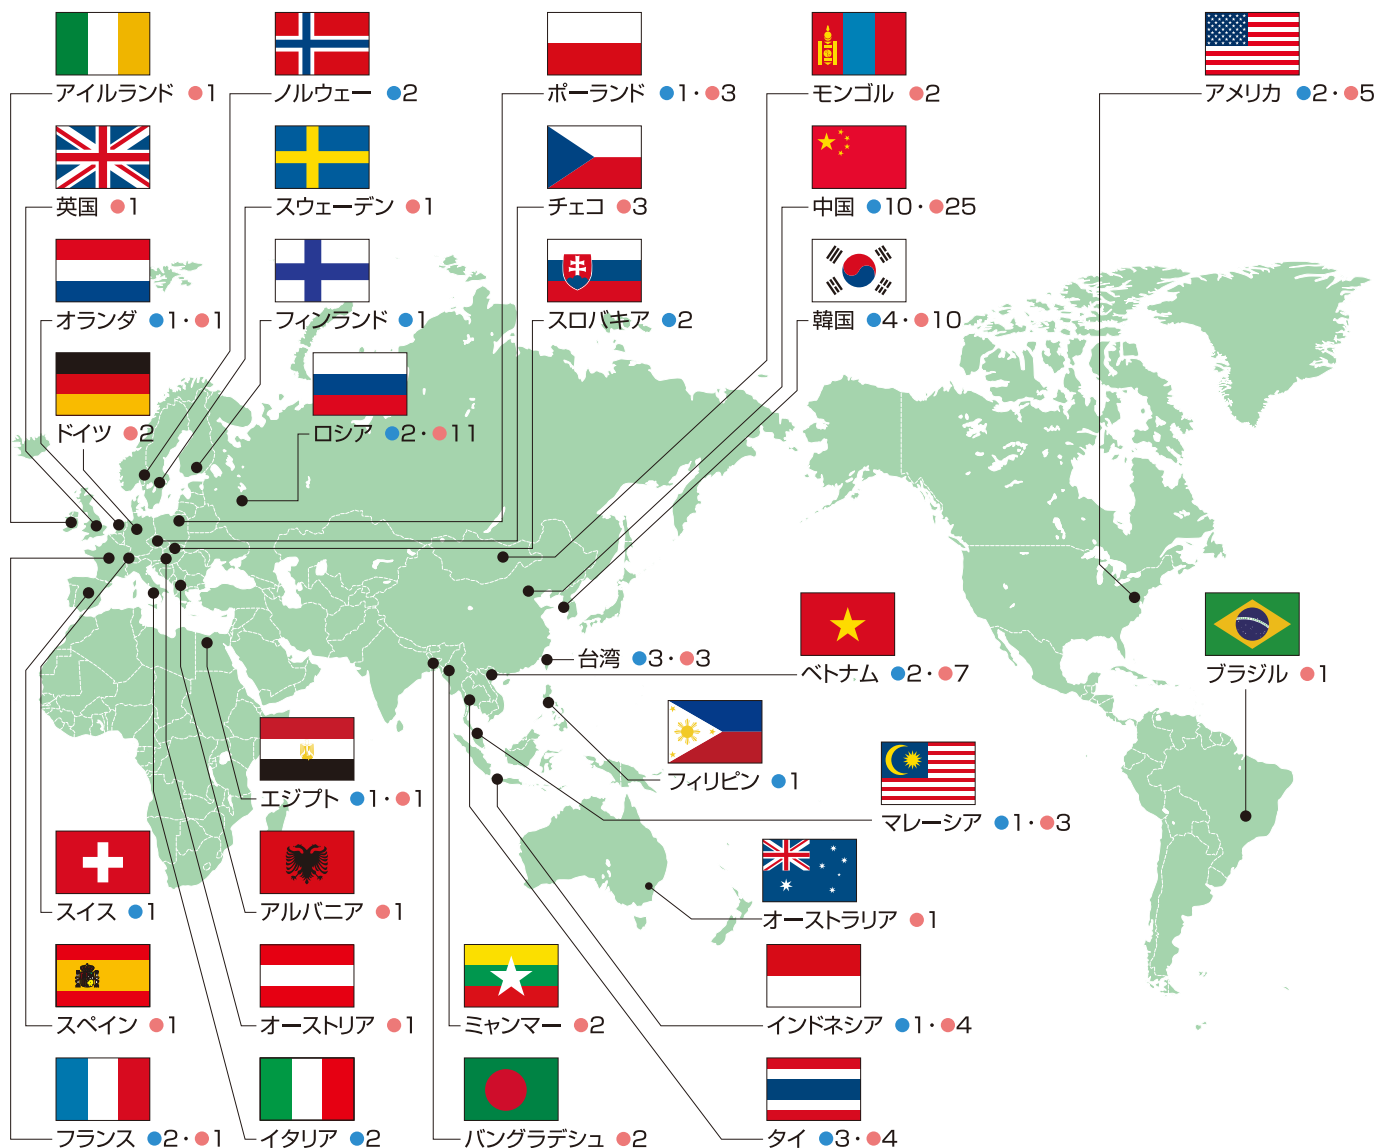 アイルランド ●1
ノルウェー ●2
ポーランド ●1・●3
モンゴル ●2
アメリカ ●2・●5
英国 ●1
スウェーデン ●1
チェコ ●3
中国 ●10・●25
オランダ ●1・●1
フィンランド ●1
スロバキア ●2
韓国 ●4・●10
ドイツ ●2
ロシア ●2・●11
台湾 ●3・●3
ベトナム ●2・●7
ブラジル ●1
フィリピン ●1
エジプト ●1・●1
マレーシア ●1・●3
スイス ●1
アルバニア ●1
オーストラリア ●1
スペイン ●1
オーストリア ●1
ミャンマー ●2
インドネシア ●1・●4
フランス ●2・●1
イタリア ●2
バングラデシュ ●2
タイ ●3・●4